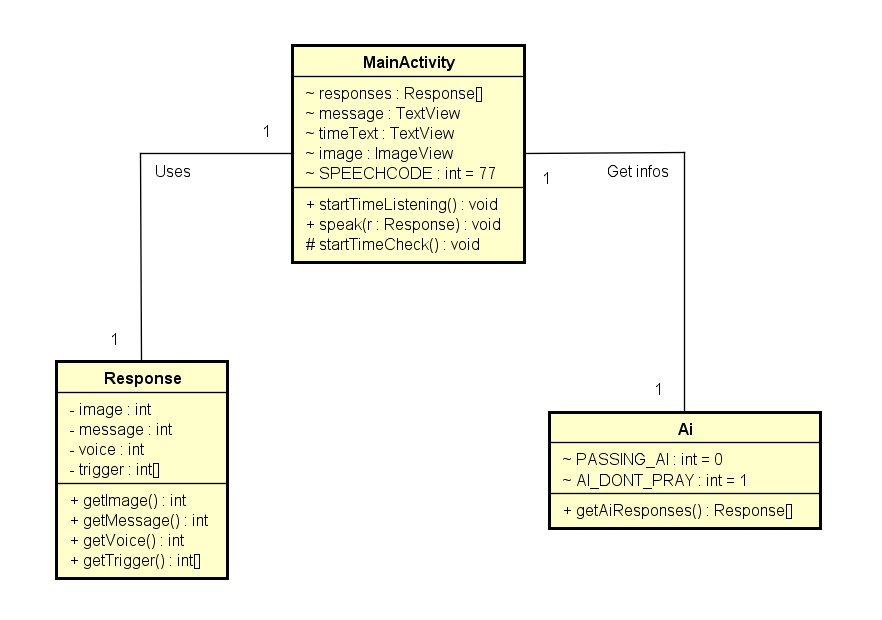 MainActivity
~ responses : Response[]
~ message : TextView
~ timeText : TextView
~ image : ImageView
~ SPEECHCODE : int = 77
+ startTimeListening() : void
+ speak(r : Response) : void
# startTimeCheck() : void
1
Uses
1
1
Get infos
1
Response
- image : int
- message : int
- voice : int
- trigger : int[]
+ getImage() : int
+ getMessage() : int
+ getVoice() : int
+ getTrigger() : int[]
Ai
~ PASSING_AI : int = 0
~ AI_DONT_PRAY : int = 1
+ getAiResponses() : Response[]